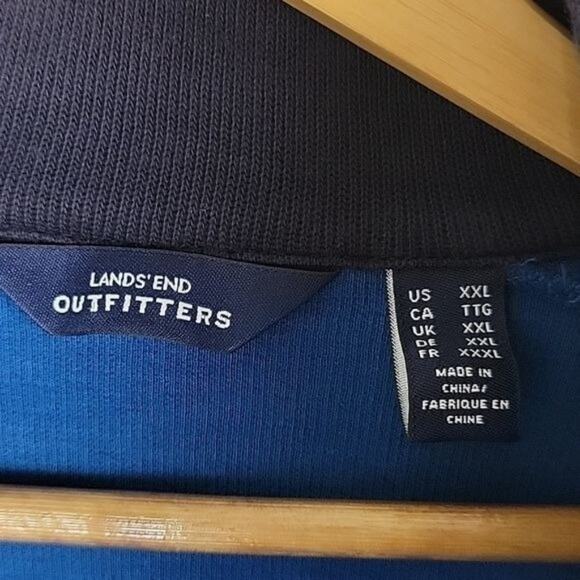 LANDS' END
OUTFITTERS
US XXL
CA TTG
UK XXL
DE XXL
FR XXXL
MADE IN
CHINA/
FABRIQUE EN
CHINE